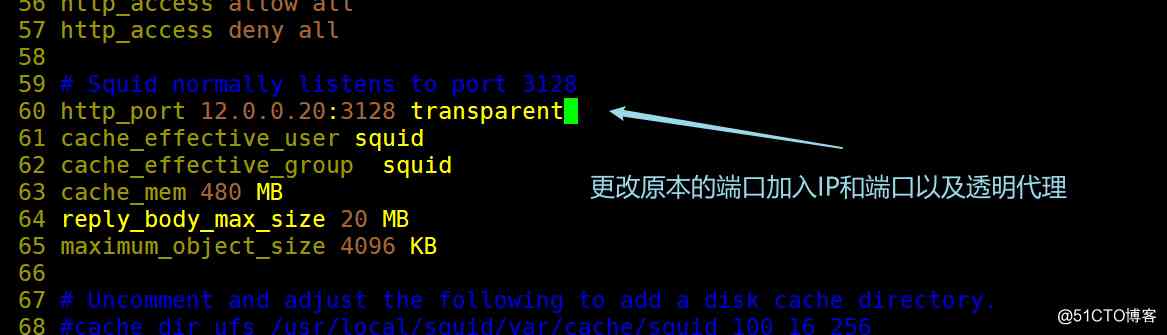 56 http_access allow all
57 http_access deny all
58
59 # Squid normally listens to port 3128
60 http_port 12.0.0.20:3128 transparent
61 cache_effective_user squid
62 cache_effective_group  squid
63 cache_mem 480 MB
64 reply_body_max_size 20 MB
65 maximum_object_size 4096 KB
更改原本的端口加入IP和端口以及透明代理
66
67 # Uncomment and adjust the following to add a disk cache directory.
68 #cache_dir ufs /usr/local/squid/var/cache/squid 100 16 256
@51CTO博客